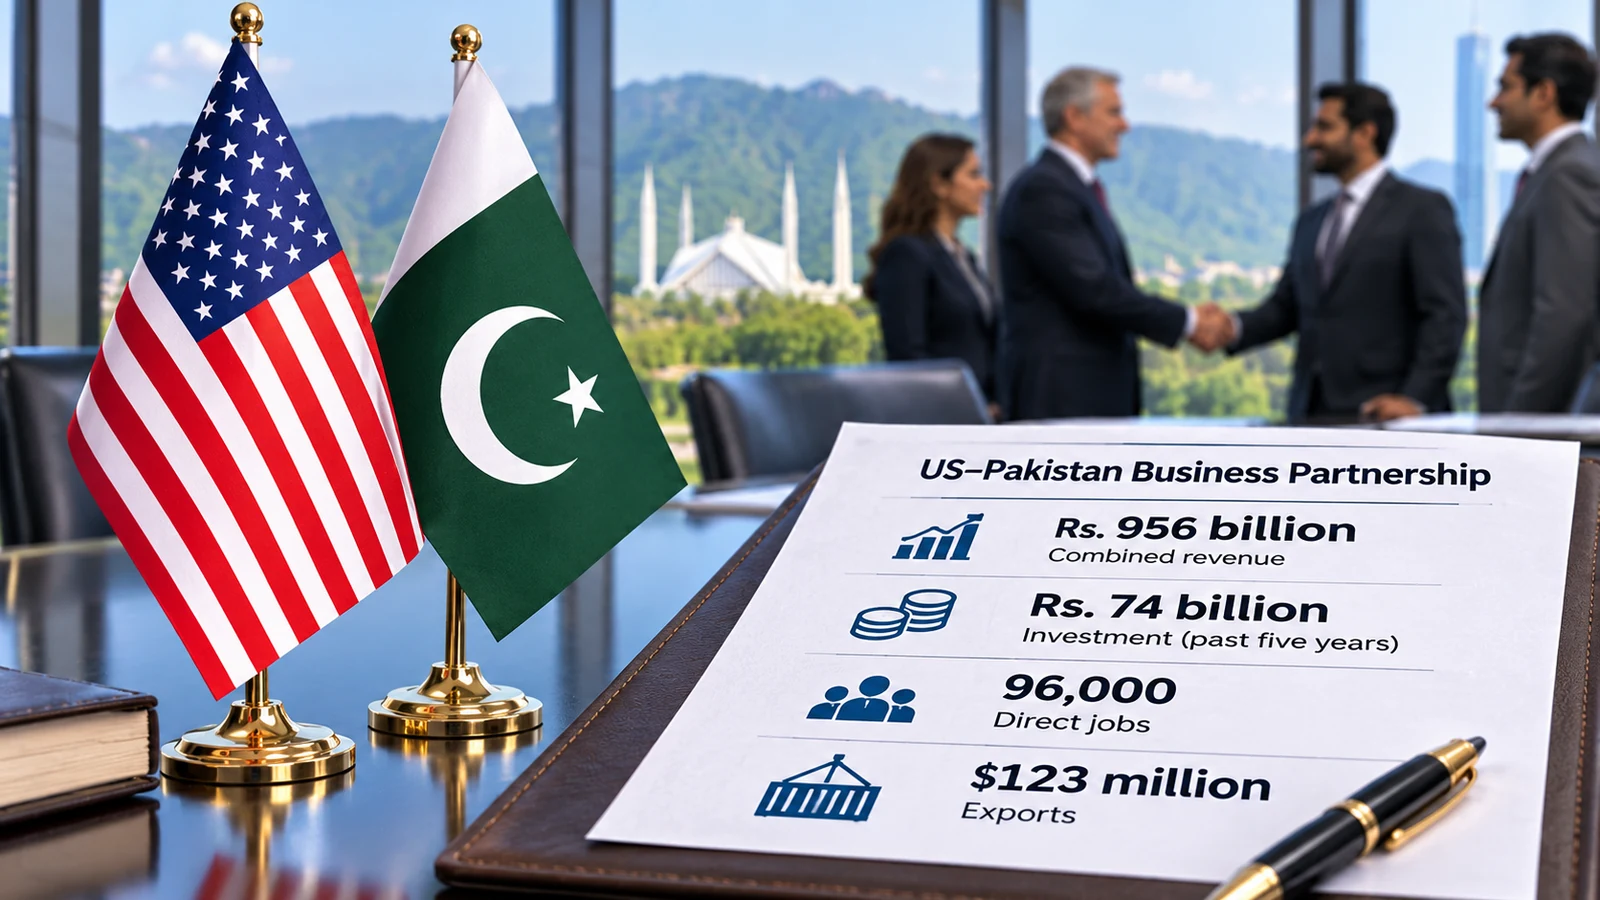 US–Pakistan Business Partnership
Rs. 956 billion
Combined revenue
Rs. 74 billion
Investment (past five years)
96,000
Direct jobs
$123 million
Exports